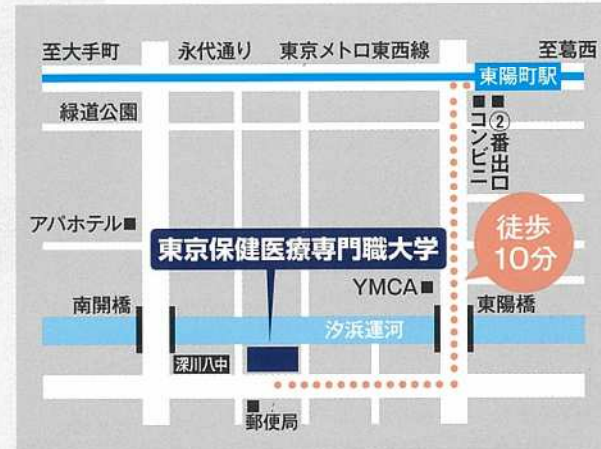 至大手町
永代通り
東京メトロ東西線
至葛西
東陽町駅
緑道公園
②番出口
コンビニ
アパホテル
東京保健医療専門職大学
徒歩
10分
YMCA
南開橋
東陽橋
汐浜運河
深川八中
郵便局